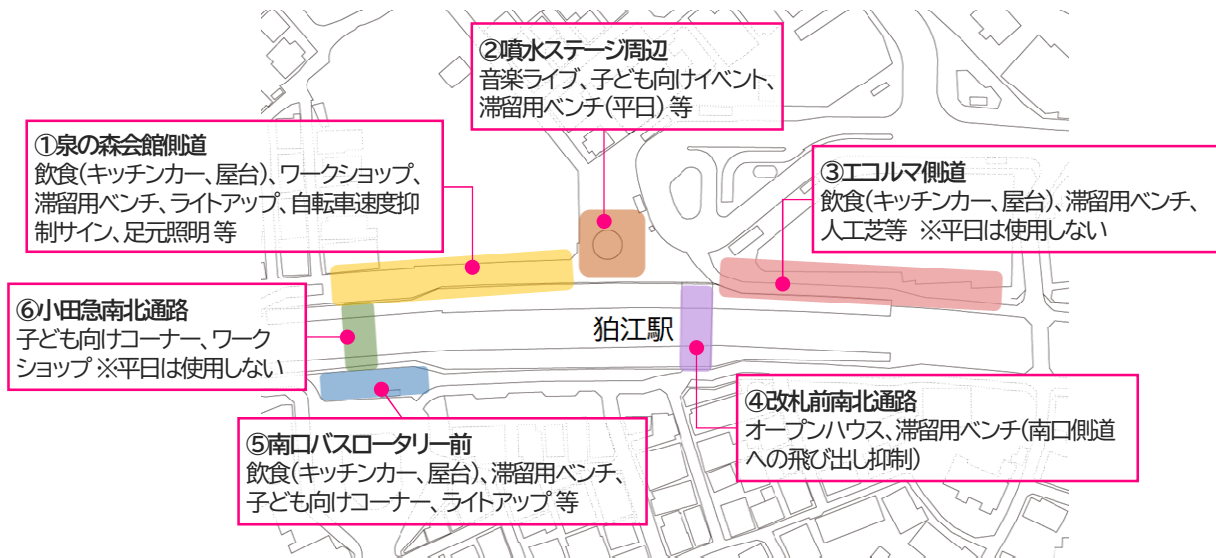 ②噴水ステージ周辺
音楽ライブ、子ども向けイベント、
滞留用ベンチ(平日) 等
①泉の森会館側道
飲食(キッチンカー、屋台)、ワークショップ、
滞留用ベンチ、ライトアップ、自転車速度抑
制サイン、足元照明 等
③エコルマ側道
飲食(キッチンカー、屋台)、滞留用ベンチ、
人工芝等 ※平日は使用しない
⑥小田急南北通路
子ども向けコーナー、ワーク
ショップ ※平日は使用しない
狛江駅
④改札前南北通路
オープンハウス、滞留用ベンチ(南口側道
への飛び出し抑制)
⑤南口バスロータリー前
飲食(キッチンカー、屋台)、滞留用ベンチ、
子ども向けコーナー、ライトアップ 等